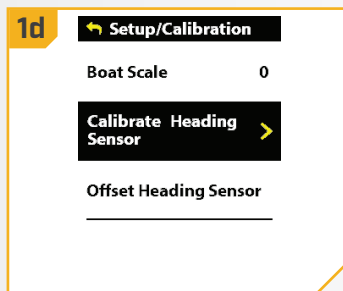 1d
Setup/Calibration
Boat Scale 0
Calibrate Heading
Sensor
Offset Heading Sensor